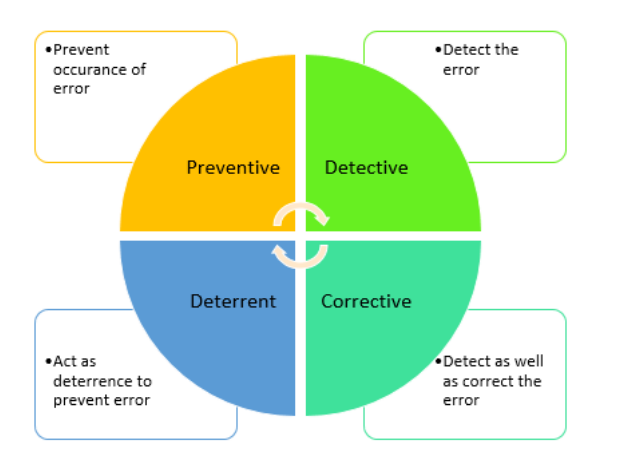 •Prevent
occurance of
error
•Detect the
error
Preventive
Detective
Deterrent
Corrective
•Act as
deterrence to
prevent error
•Detect as well
as correct the
error